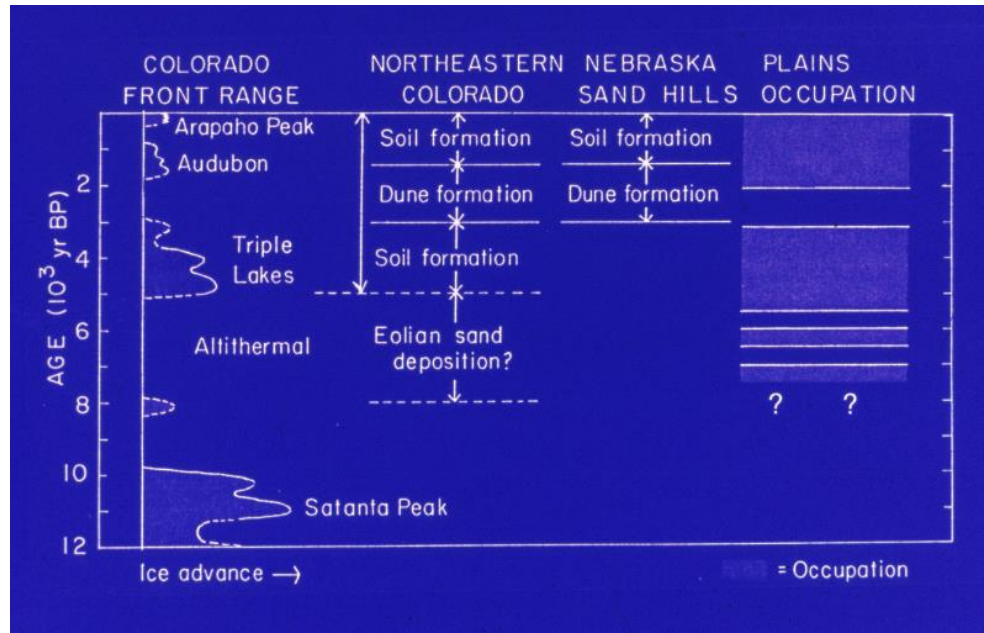 COLORADO
FRONT RANGE
NORTHEASTERN
COLORADO
NEBRASKA
SAND HILLS
PLAINS
OCCUPATION
AGE (10³ yr BP)
2
4
6
8
10
12
Arapaho Peak
Audubon
Triple
Lakes
Altithermal
Satanta Peak
Soil formation
Dune formation
Soil formation
Eolian sand
deposition?
Soil formation
Dune formation
? ?
Ice advance →
= Occupation